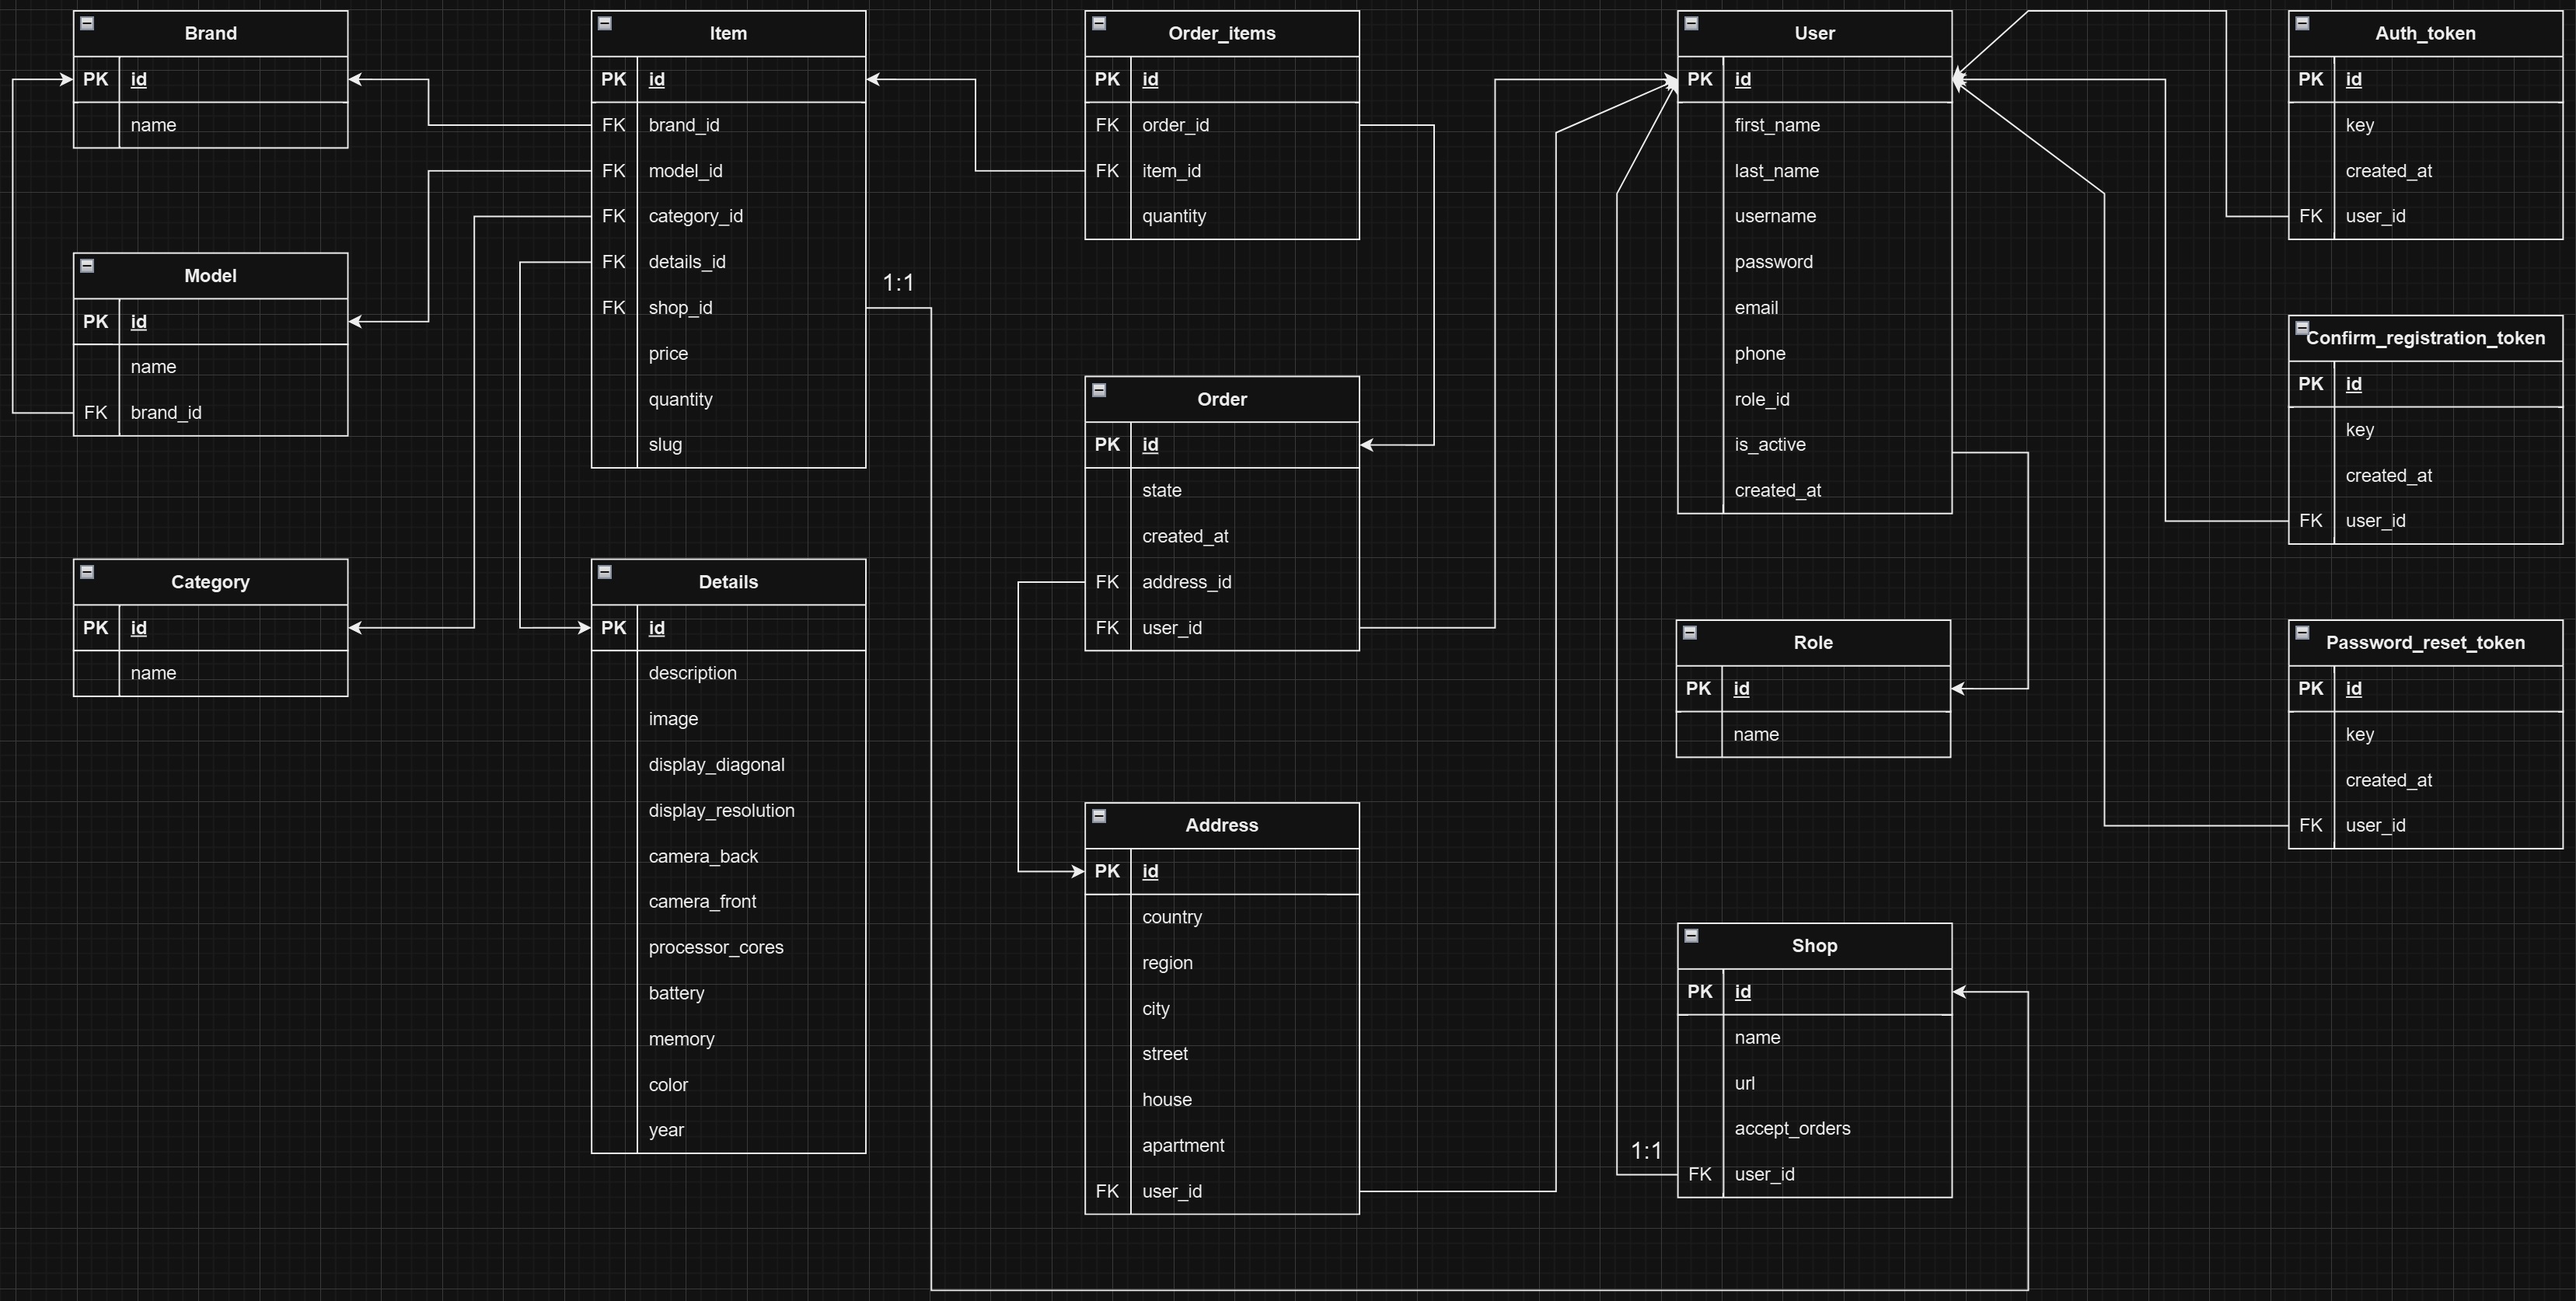 Brand
PK id
name
Model
PK id
name
FK brand_id
Category
PK id
name
Item
PK id
FK brand_id
FK model_id
FK category_id
FK details_id
FK shop_id
price
quantity
slug
1:1
Details
PK id
description
image
display_diagonal
display_resolution
camera_back
camera_front
processor_cores
battery
memory
color
year
Order_items
PK id
FK order_id
FK item_id
quantity
Order
PK id
state
created_at
FK address_id
FK user_id
Address
PK id
country
region
city
street
house
apartment
FK user_id
User
PK id
first_name
last_name
username
password
email
phone
role_id
is_active
created_at
Role
PK id
name
Shop
PK id
name
url
accept_orders
1:1
FK user_id
Auth_token
PK id
key
created_at
FK user_id
Confirm_registration_token
PK id
key
created_at
FK user_id
Password_reset_token
PK id
key
created_at
FK user_id